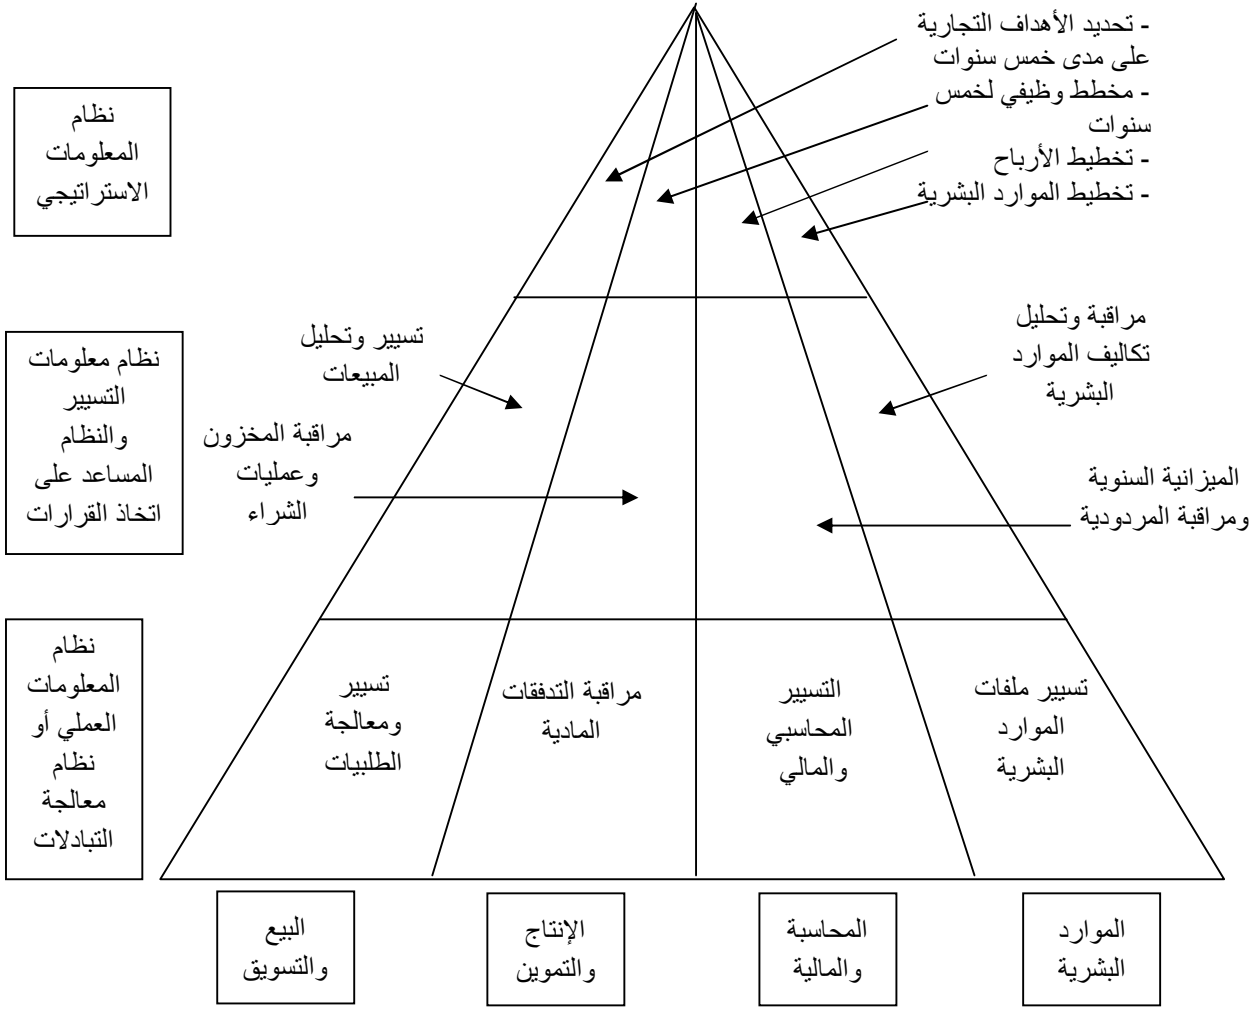 - تحديد الأهداف التجارية
على مدى خمس سنوات
- مخطط وظيفي لخمس
سنوات
- تخطيط الأرباح
- تخطيط الموارد البشرية
نظام
المعلومات
الاستراتيجي
مراقبة وتحليل
تكاليف الموارد
البشرية
الميزانية السنوية
ومراقبة المردودية
تسيير وتحليل
المبيعات
مراقبة المخزون
وعمليات
الشراء
نظام معلومات
التسيير
والنظام
المساعد على
اتخاذ القرارات
تسيير ملفات
الموارد
البشرية
التسيير
المحاسبي
والمالي
مراقبة التدفقات
المادية
تسيير
ومعالجة
الطلبيات
نظام
المعلومات
العملي أو
نظام
معالجة
التبادلات
الموارد
البشرية
المحاسبة
والمالية
الإنتاج
والتموين
البيع
والتسويق